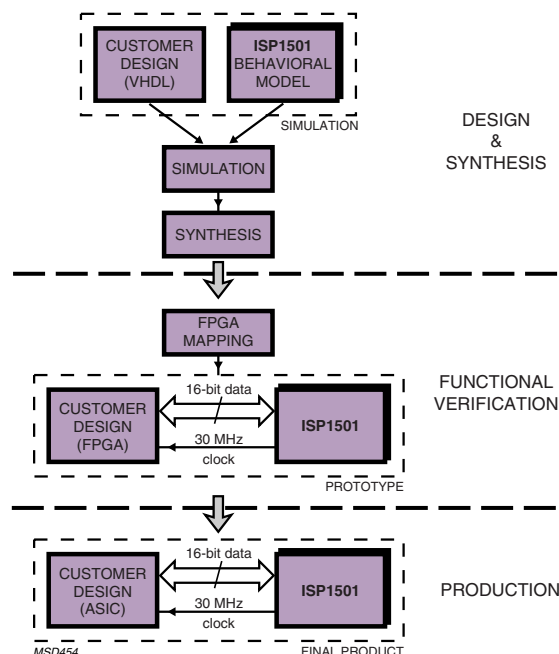 CUSTOMER
DESIGN
(VHDL)
ISP1501
BEHAVIORAL
MODEL
SIMULATION
DESIGN
&
SYNTHESIS
SIMULATION
SYNTHESIS
FPGA
MAPPING
FUNCTIONAL
VERIFICATION
CUSTOMER
DESIGN
(FPGA)
16-bit data
30 MHz
clock
ISP1501
PROTOTYPE
PRODUCTION
CUSTOMER
DESIGN
(ASIC)
16-bit data
30 MHz
clock
ISP1501
MSD454
FINAL PRODUCT